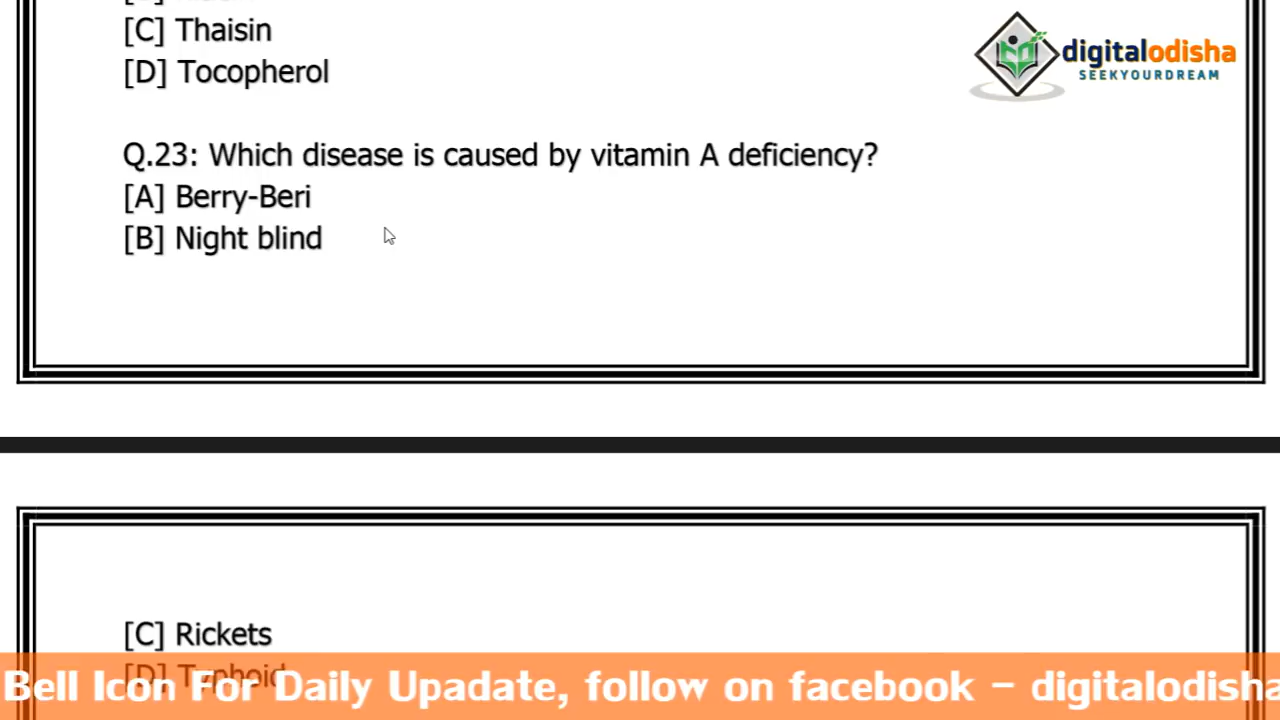 [C] Thaisin
[D] Tocopherol
digitalodisha
SEEKYOURDREAM
Q.23: Which disease is caused by vitamin A deficiency?
[A] Berry-Beri
[B] Night blind
[C] Rickets
[D] Typhoid
Bell Icon For Daily Upadate, follow on facebook – digitalodisha